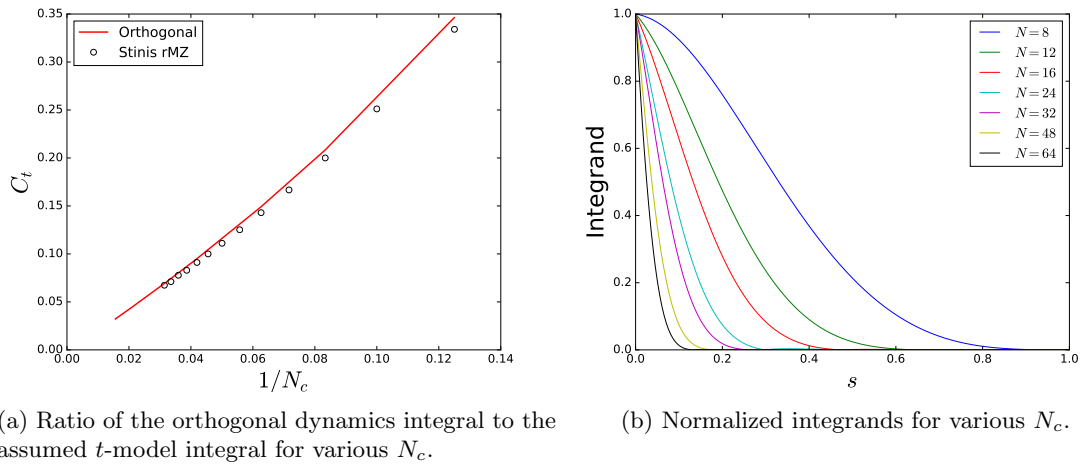 0.35
0.30
0.25
0.20
0.15
0.10
0.05
0.00
C_t
Orthogonal
Stinis rMZ
0.00 0.02 0.04 0.06 0.08 0.10 0.12 0.14
1/N_c
1.0
0.8
0.6
0.4
0.2
0.0
Integrand
N = 8
N = 12
N = 16
N = 24
N = 32
N = 48
N = 64
0.0 0.2 0.4 0.6 0.8 1.0
s
(a) Ratio of the orthogonal dynamics integral to the
assumed t-model integral for various N_c.
(b) Normalized integrands for various N_c.